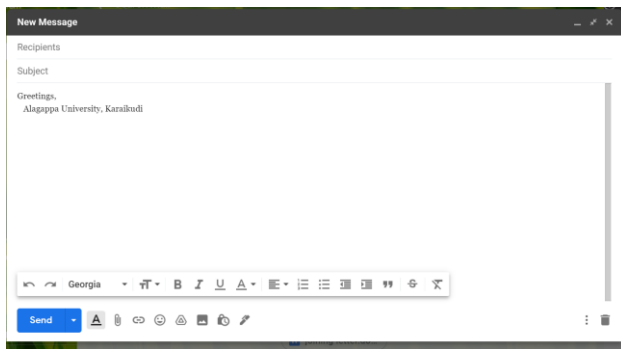 New Message
Recipients
Subject
Greetings,
Alagappa University, Karaikudi
Georgia
Send